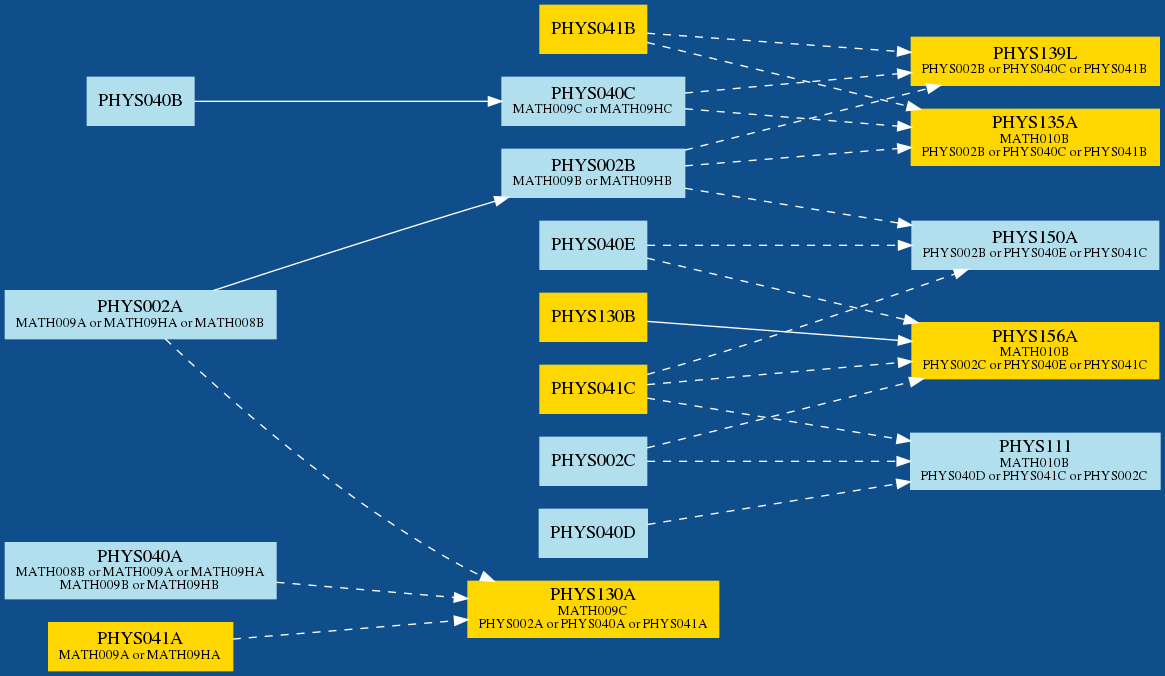 PHYS041B
PHYS139L
PHYS002B or PHYS040C or PHYS041B
PHYS040B
PHYS040C
MATH009C or MATH09HC
PHYS135A
MATH010B
PHYS002B or PHYS040C or PHYS041B
PHYS002B
MATH009B or MATH09HB
PHYS040E
PHYS150A
PHYS002B or PHYS040E or PHYS041C
PHYS002A
MATH009A or MATH09HA or MATH008B
PHYS130B
PHYS156A
MATH010B
PHYS002C or PHYS040E or PHYS041C
PHYS041C
PHYS002C
PHYS111
MATH010B
PHYS040D or PHYS041C or PHYS002C
PHYS040D
PHYS040A
MATH008B or MATH009A or MATH09HA
MATH009B or MATH09HB
PHYS130A
MATH009C
PHYS002A or PHYS040A or PHYS041A
PHYS041A
MATH009A or MATH09HA